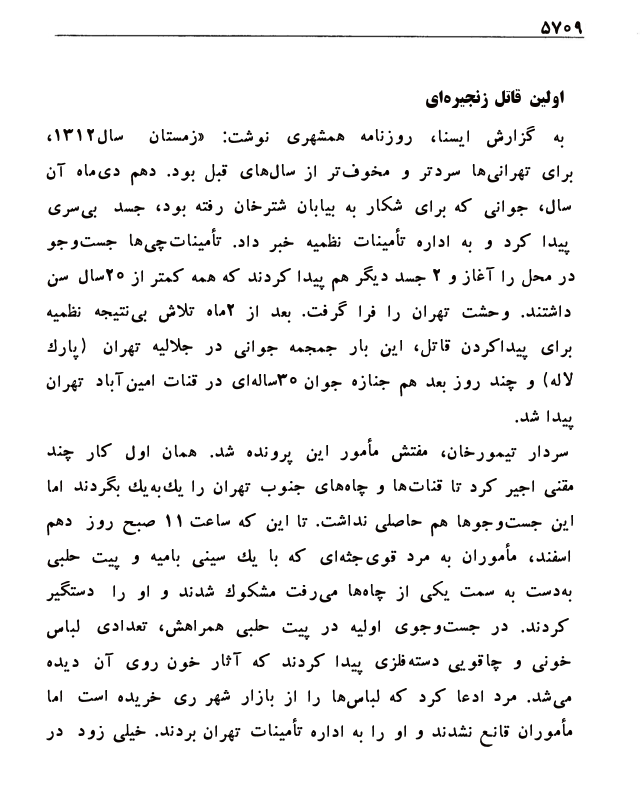 ۵۷۰۹
اولین قاتل زنجیره‌ای
به گزارش ایسنا، روزنامه همشهری نوشت: «زمستان سال۱۳۱۲،
برای تهرانی‌ها سردتر و مخوف‌تر از سال‌های قبل بود. دهم دی‌ماه آن
سال، جوانی که برای شکار به بیابان شترخان رفته بود، جسد بی‌سری
پیدا کرد و به اداره تأمینات نظمیه خبر داد. تأمینات‌چی‌ها جست‌وجو
در محل را آغاز و ۲ جسد دیگر هم پیدا کردند که همه کمتر از ۲۵سال سن
داشتند. وحشت تهران را فرا گرفت. بعد از ۲ماه تلاش بی‌نتیجه نظمیه
برای پیداکردن قاتل، این بار جمجمه جوانی در جلالیه تهران (پارك
لاله) و چند روز بعد هم جنازه جوان ۳۰ساله‌ای در قنات امین‌آباد تهران
پیدا شد.
سردار تیمورخان، مفتش مأمور این پرونده شد. همان اول کار چند
مقنی اجیر کرد تا قنات‌ها و چاه‌های جنوب تهران را یك‌به‌یك بگردند اما
این جست‌وجوها هم حاصلی نداشت. تا این که ساعت ۱۱ صبح روز دهم
اسفند، مأموران به مرد قوی‌جثه‌ای که با یك سینی بامیه و پیت حلبی
به‌دست به سمت یکی از چاه‌ها می‌رفت مشکوك شدند و او را دستگیر
کردند. در جست‌وجوی اولیه در پیت حلبی همراهش، تعدادی لباس
خونی و چاقویی دسته‌فلزی پیدا کردند که آثار خون روی آن دیده
می‌شد. مرد ادعا کرد که لباس‌ها را از بازار شهر ری خریده است اما
مأموران قانع نشدند و او را به اداره تأمینات تهران بردند. خیلی زود در